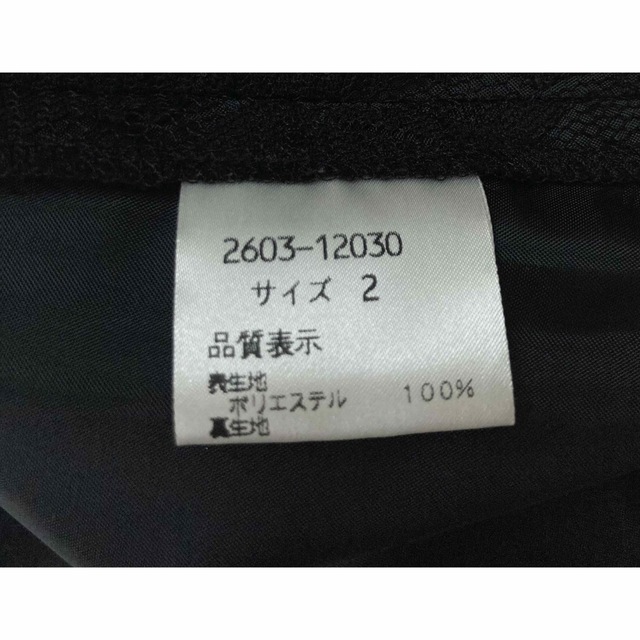 2603-12030
サイズ 2
品質表示
表生地
ポリエステル 100%
裏生地